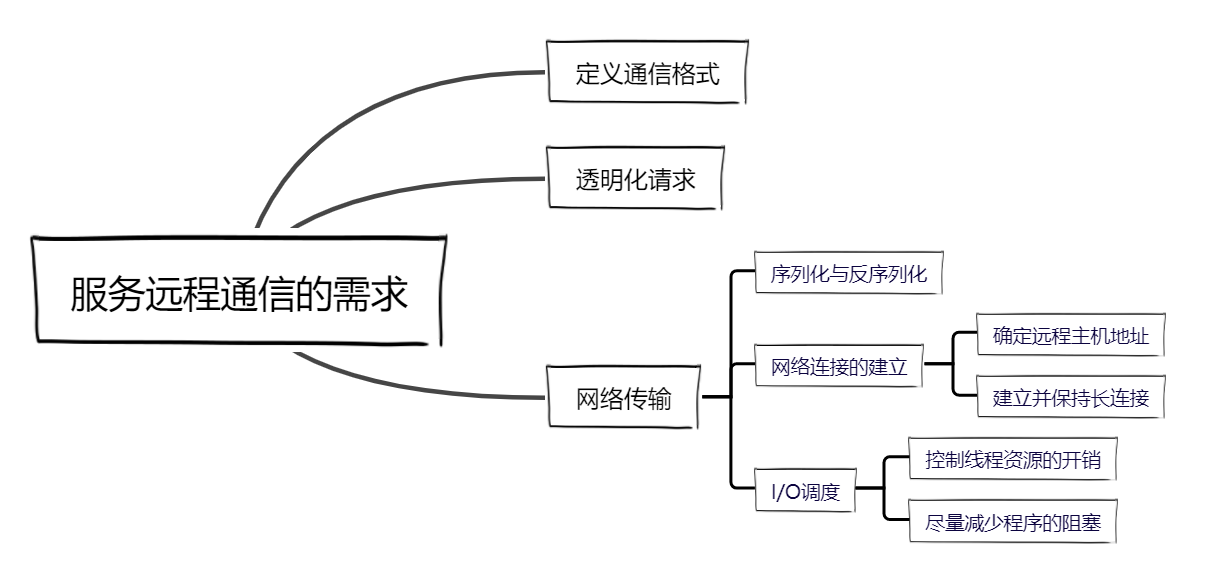 定义通信格式
透明化请求
服务远程通信的需求
序列化与反序列化
确定远程主机地址
网络连接的建立
建立并保持长连接
网络传输
控制线程资源的开销
I/O调度
尽量减少程序的阻塞